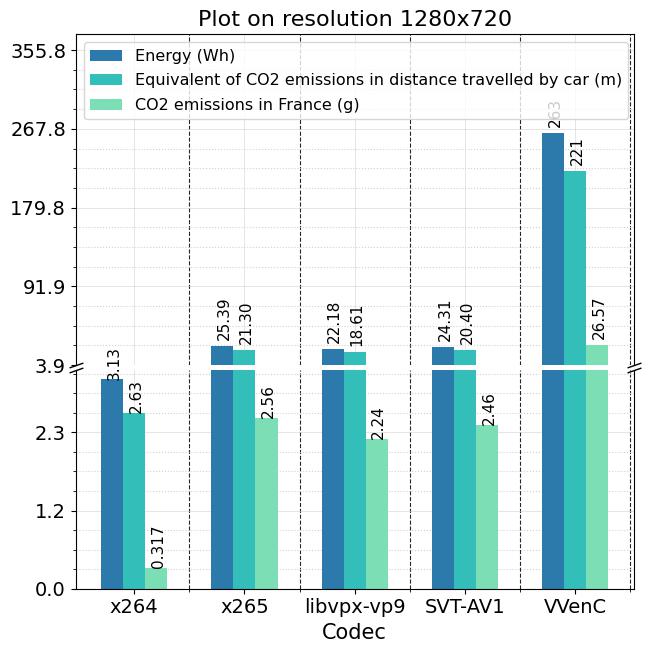 Plot on resolution 1280x720
Energy (Wh)
Equivalent of CO2 emissions in distance travelled by car (m)
CO2 emissions in France (g)
355.8
267.8
179.8
91.9
3.9
2.3
1.2
0.0
3.13
2.63
0.317
25.39
21.30
2.56
22.18
18.61
2.24
24.31
20.40
2.46
263
221
26.57
x264
x265
libvpx-vp9
SVT-AV1
VVenC
Codec